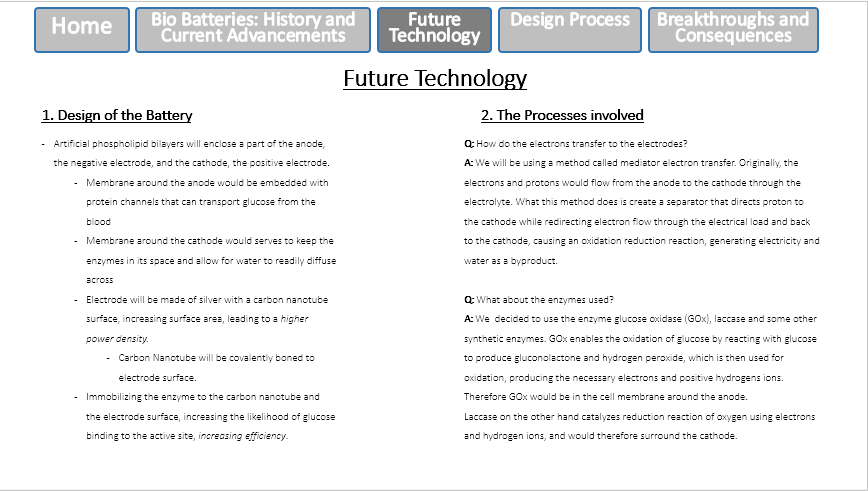 Home
Bio Batteries: History and
Current Advancements
Future
Technology
Design Process
Breakthroughs and
Consequences
Future Technology
1. Design of the Battery
- Artificial phospholipid bilayers will enclose a part of the anode,
the negative electrode, and the cathode, the positive electrode.
- Membrane around the anode would be embedded with
protein channels that can transport glucose from the
blood
- Membrane around the cathode would serves to keep the
enzymes in its space and allow for water to readily diffuse
across
- Electrode will be made of silver with a carbon nanotube
surface, increasing surface area, leading to a higher
power density.
- Carbon Nanotube will be covalently boned to
electrode surface.
- Immobilizing the enzyme to the carbon nanotube and
the electrode surface, increasing the likelihood of glucose
binding to the active site, increasing efficiency.
2. The Processes involved
Q: How do the electrons transfer to the electrodes?
A: We will be using a method called mediator electron transfer. Originally, the
electrons and protons would flow from the anode to the cathode through the
electrolyte. What this method does is create a separator that directs proton to
the cathode while redirecting electron flow through the electrical load and back
to the cathode, causing an oxidation reduction reaction, generating electricity and
water as a byproduct.
Q: What about the enzymes used?
A: We decided to use the enzyme glucose oxidase (GOx), laccase and some other
synthetic enzymes. GOx enables the oxidation of glucose by reacting with glucose
to produce gluconolactone and hydrogen peroxide, which is then used for
oxidation, producing the necessary electrons and positive hydrogens ions.
Therefore GOx would be in the cell membrane around the anode.
Laccase on the other hand catalyzes reduction reaction of oxygen using electrons
and hydrogen ions, and would therefore surround the cathode.